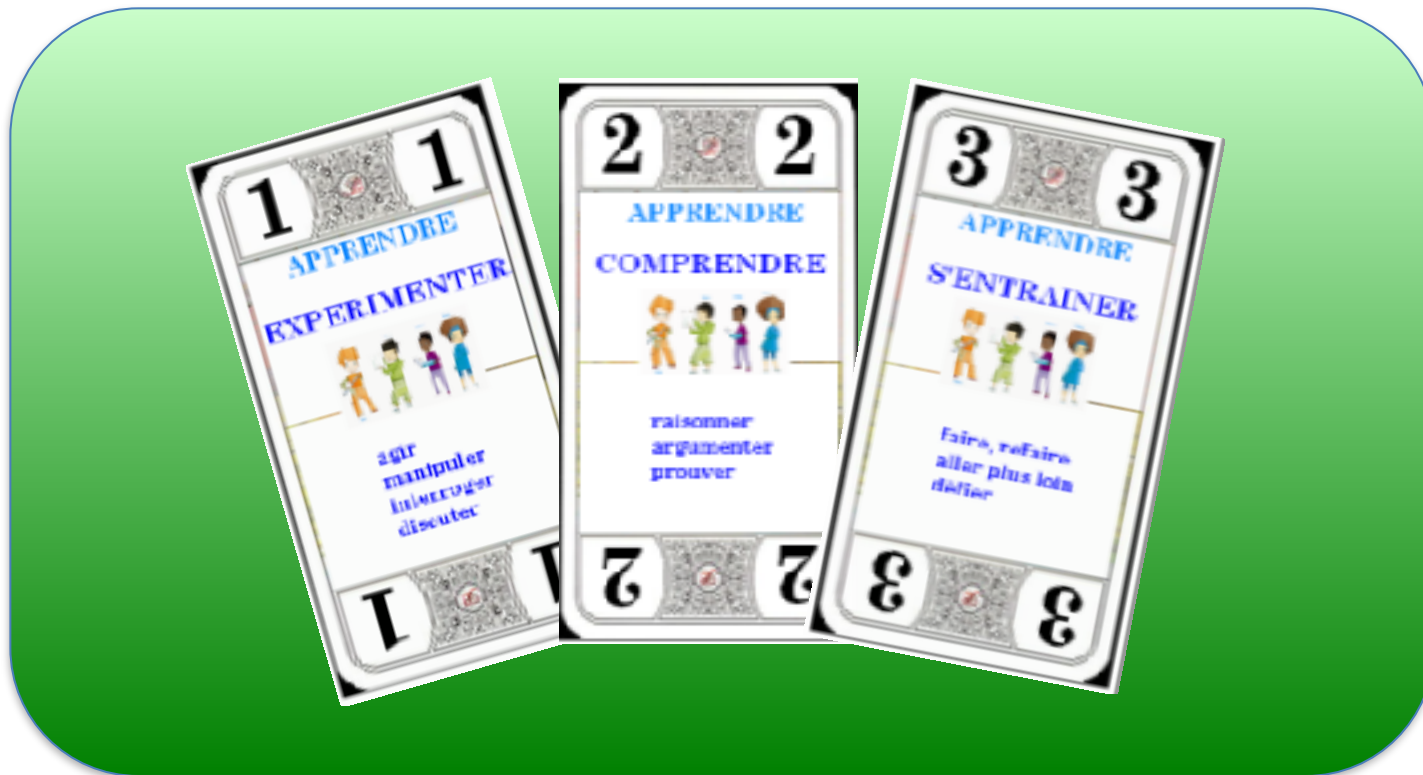 1 1
APPRENDRE
EXPERIMENTER
agir
manipuler
interroger
discuter
1 1
2 2
APPRENDRE
COMPRENDRE
raisonner
argumenter
prouver
2 2
3 3
APPRENDRE
S'ENTRAINER
faire, refaire
aller plus loin
défier
3 3